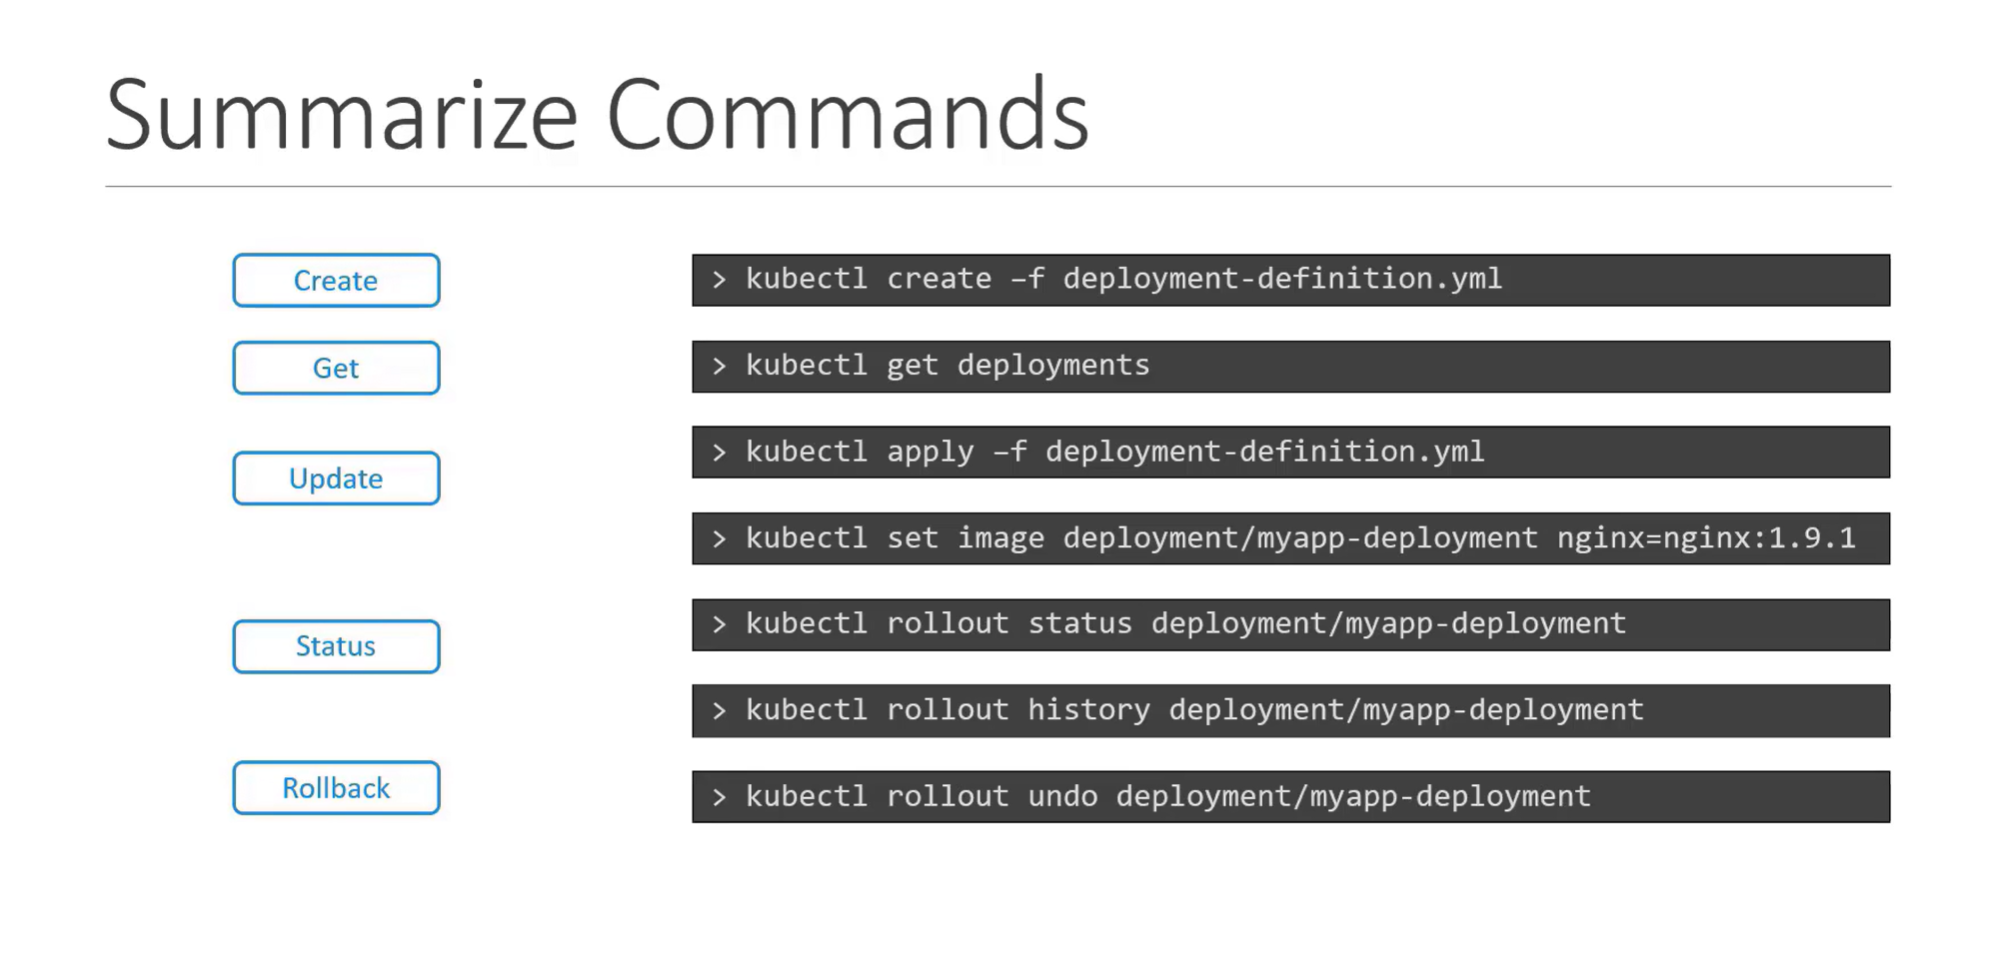 Summarize Commands
Create
> kubectl create –f deployment-definition.yml
Get
> kubectl get deployments
Update
> kubectl apply –f deployment-definition.yml
> kubectl set image deployment/myapp-deployment nginx=nginx:1.9.1
Status
> kubectl rollout status deployment/myapp-deployment
> kubectl rollout history deployment/myapp-deployment
Rollback
> kubectl rollout undo deployment/myapp-deployment